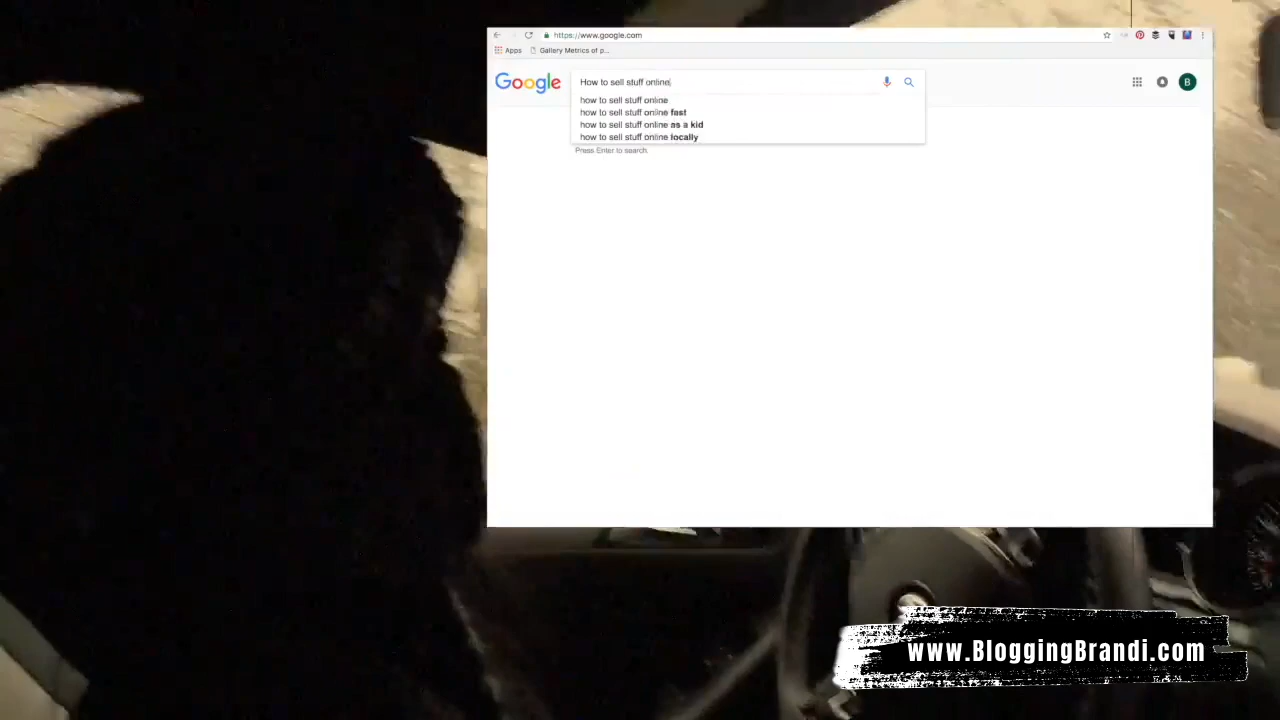 https://www.google.com
Apps Gallery Metrics of p...
Google How to sell stuff online B
how to sell stuff online
how to sell stuff online fast
how to sell stuff online as a kid
how to sell stuff online locally
Press Enter to search.
www.BloggingBrandi.com